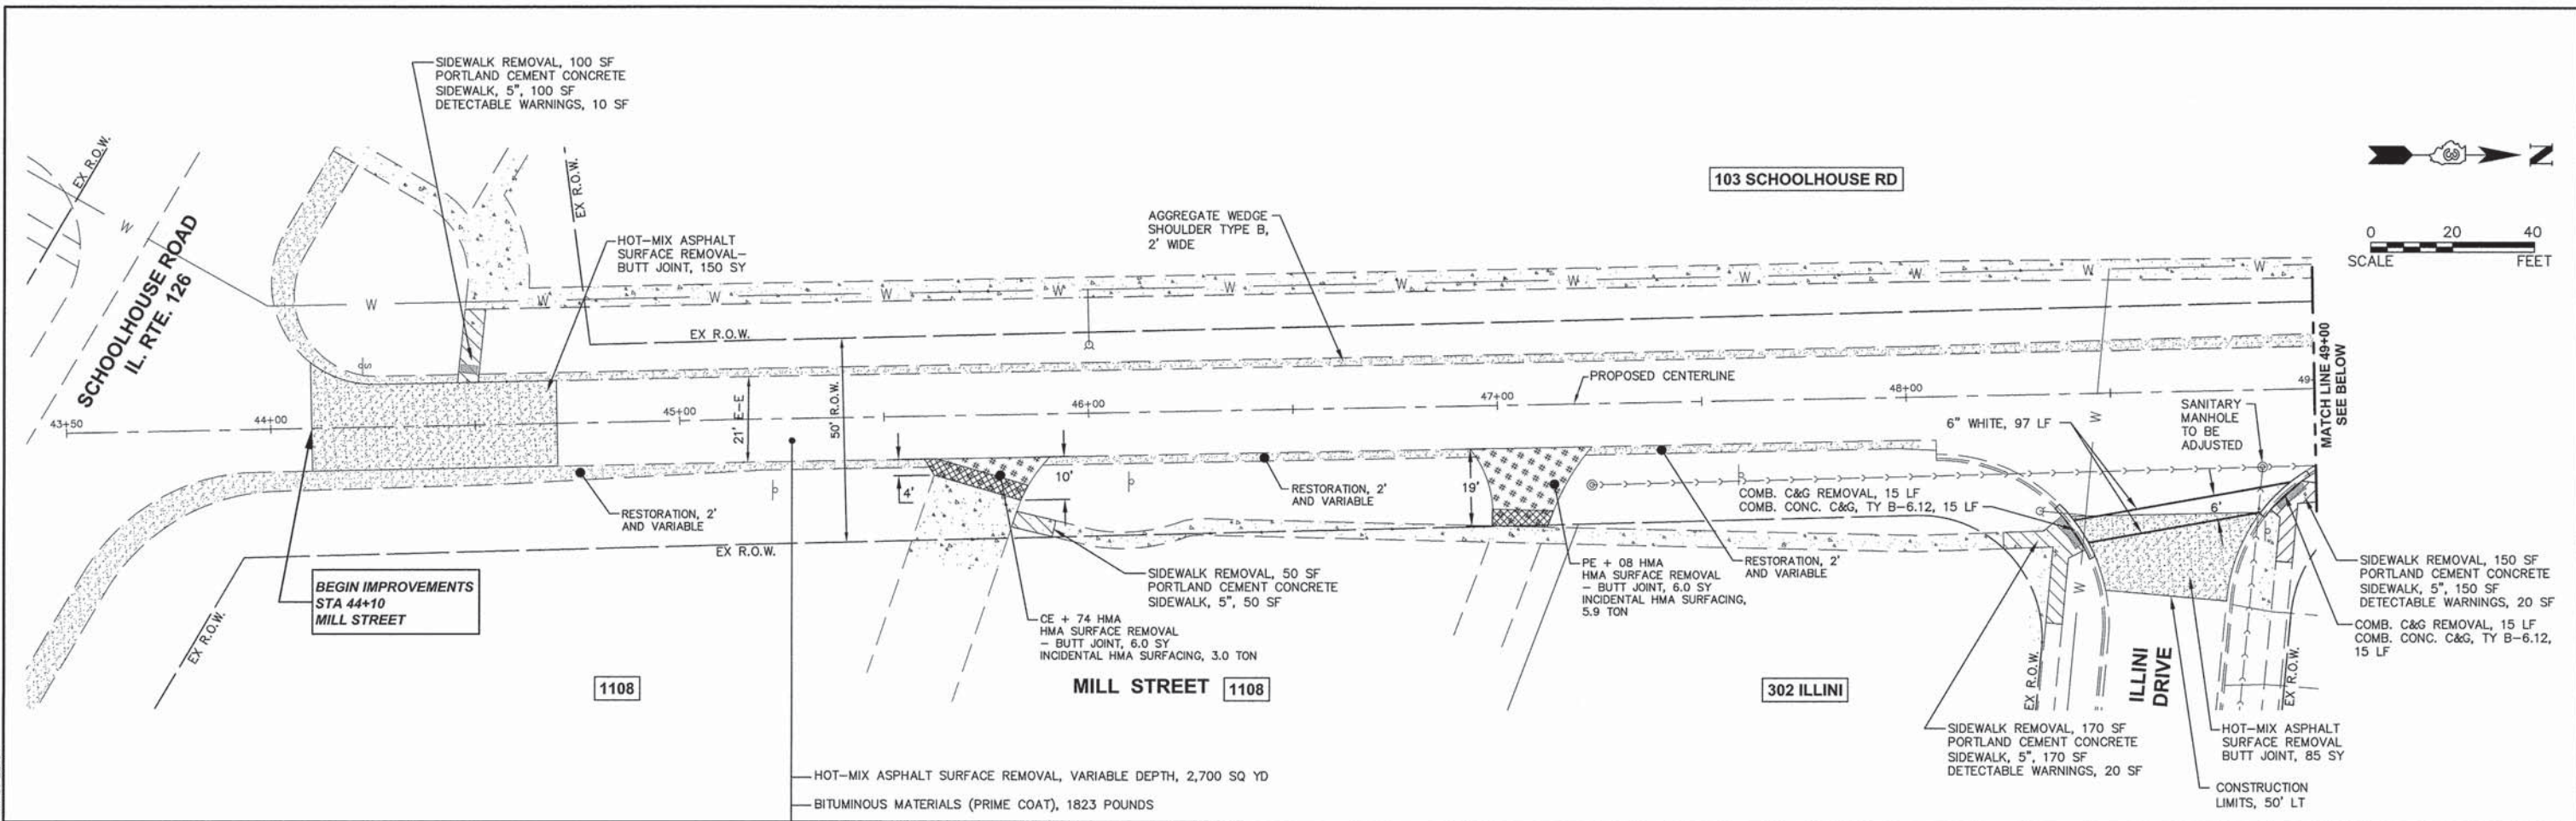 SIDEWALK REMOVAL, 100 SF
PORTLAND CEMENT CONCRETE
SIDEWALK, 5", 100 SF
DETECTABLE WARNINGS, 10 SF
EX R.O.W.
W
SCHOOLHOUSE ROAD
IL. RTE. 126
EX R.O.W.
HOT-MIX ASPHALT
SURFACE REMOVAL-
BUTT JOINT, 150 SY
AGGREGATE WEDGE
SHOULDER TYPE B,
2' WIDE
103 SCHOOLHOUSE RD
N
0 20 40
SCALE FEET
W W W W W W W W W W W W
EX R.O.W.
PROPOSED CENTERLINE
MATCH LINE 49+00
SEE BELOW
43+50 44+00 45+00 46+00 47+00 48+00 49
21' E-E
50' R.O.W.
W
6" WHITE, 97 LF
SANITARY
MANHOLE
TO BE
ADJUSTED
4'
10'
19'
6'
RESTORATION, 2'
AND VARIABLE
RESTORATION, 2'
AND VARIABLE
COMB. C&G REMOVAL, 15 LF
COMB. CONC. C&G, TY B-6.12, 15 LF
EX R.O.W.
RESTORATION, 2'
AND VARIABLE
BEGIN IMPROVEMENTS
STA 44+10
MILL STREET
EX R.O.W.
SIDEWALK REMOVAL, 50 SF
PORTLAND CEMENT CONCRETE
SIDEWALK, 5", 50 SF
CE + 74 HMA
HMA SURFACE REMOVAL
- BUTT JOINT, 6.0 SY
INCIDENTAL HMA SURFACING, 3.0 TON
PE + 08 HMA
HMA SURFACE REMOVAL
- BUTT JOINT, 6.0 SY
INCIDENTAL HMA SURFACING,
5.9 TON
SIDEWALK REMOVAL, 150 SF
PORTLAND CEMENT CONCRETE
SIDEWALK, 5", 150 SF
DETECTABLE WARNINGS, 20 SF
COMB. C&G REMOVAL, 15 LF
COMB. CONC. C&G, TY B-6.12,
15 LF
W
1108
MILL STREET
1108
302 ILLINI
EX R.O.W.
ILLINI
DRIVE
EX R.O.W.
SIDEWALK REMOVAL, 170 SF
PORTLAND CEMENT CONCRETE
SIDEWALK, 5", 170 SF
DETECTABLE WARNINGS, 20 SF
HOT-MIX ASPHALT
SURFACE REMOVAL
BUTT JOINT, 85 SY
CONSTRUCTION
LIMITS, 50' LT
HOT-MIX ASPHALT SURFACE REMOVAL, VARIABLE DEPTH, 2,700 SQ YD
BITUMINOUS MATERIALS (PRIME COAT), 1823 POUNDS